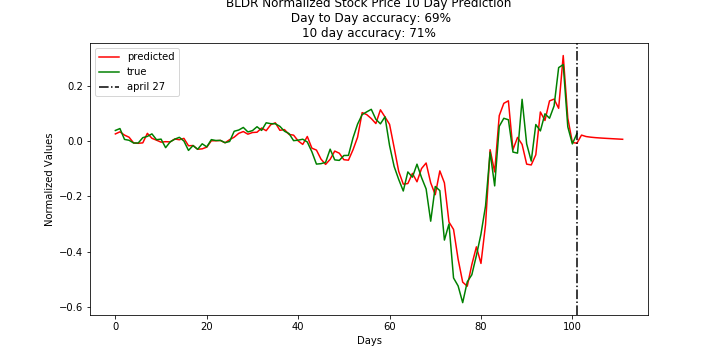 BLDR Normalized Stock Price 10 Day Prediction
Day to Day accuracy: 69%
10 day accuracy: 71%
predicted
true
april 27
Normalized Values
0.2
0.0
−0.2
−0.4
−0.6
0
20
40
60
80
100
Days